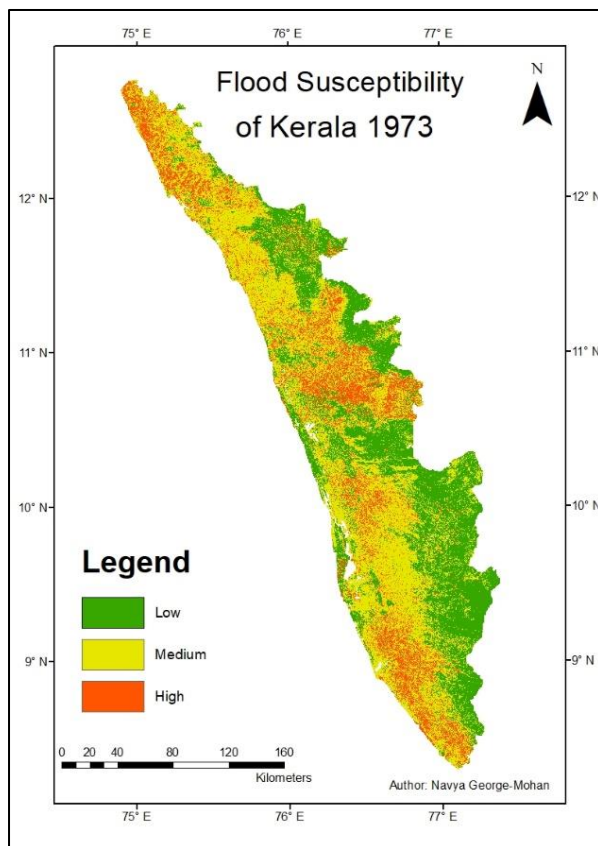 75° E 76° E 77° E
Flood Susceptibility
of Kerala 1973
N
12° N 12° N
11° N 11° N
10° N 10° N
9° N 9° N
Legend
Low
Medium
High
0 10 20 40 80 120 160
Kilometers
Author: Navya George-Mohan
75° E 76° E 77° E